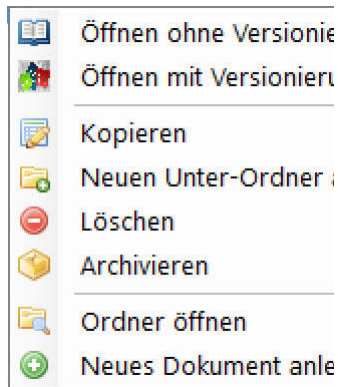 Öffnen ohne Versionie
Öffnen mit Versionieru
Kopieren
Neuen Unter-Ordner a
Löschen
Archivieren
Ordner öffnen
Neues Dokument anle